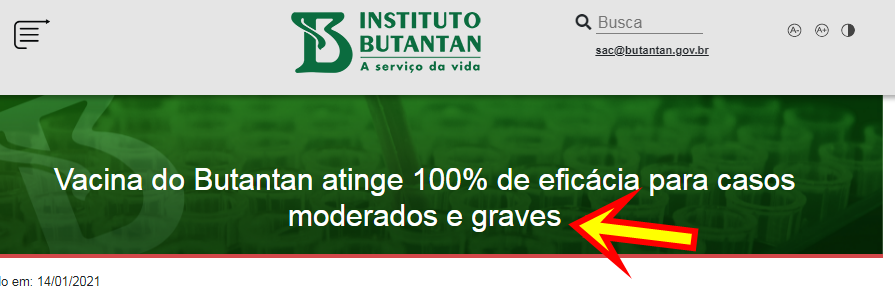 INSTITUTO
BUTANTAN
A serviço da vida
Busca
sac@butantan.gov.br
A-
A+
Vacina do Butantan atinge 100% de eficácia para casos
moderados e graves
do em: 14/01/2021